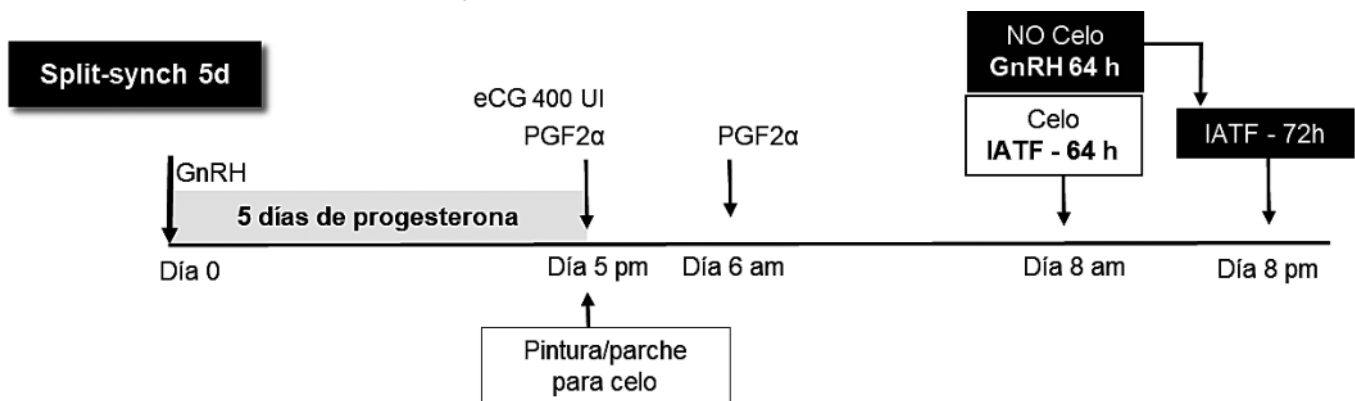 Split-synch 5d
NO Celo
GnRH 64 h
eCG 400 UI
PGF2α
PGF2α
Celo
IATF - 64 h
IATF - 72h
GnRH
5 días de progesterona
Día 0
Día 5 pm
Día 6 am
Día 8 am
Día 8 pm
Pintura/parche
para celo